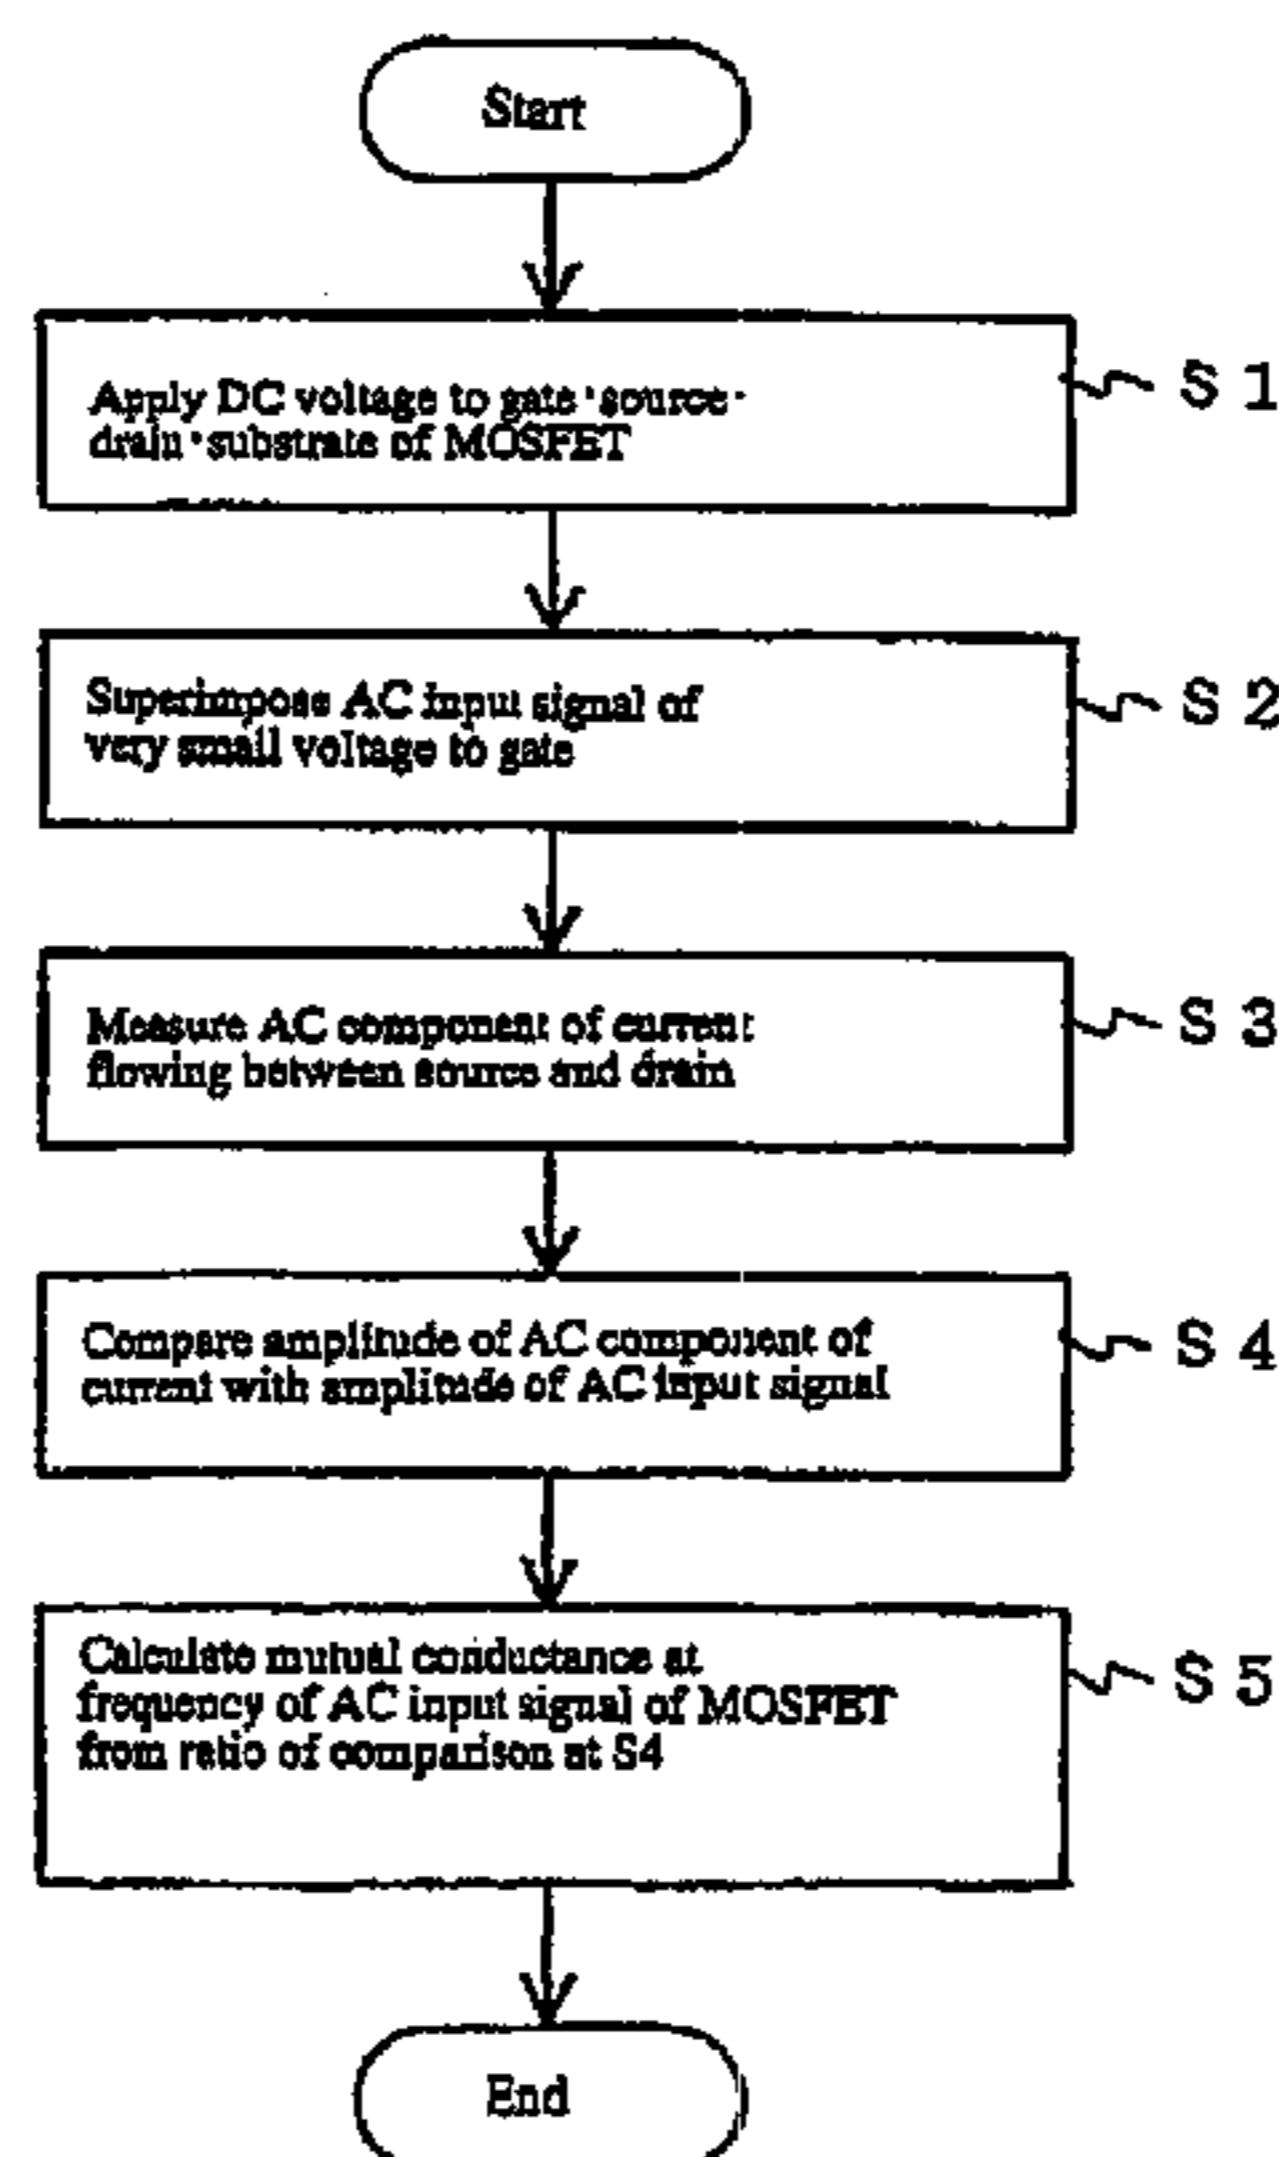 Start
Apply DC voltage to gate·source·
drain·substrate of MOSFET
S 1
Superimpose AC input signal of
very small voltage to gate
S 2
Measure AC component of current
flowing between source and drain
S 3
Compare amplitude of AC component of
current with amplitude of AC input signal
S 4
Calculate mutual conductance at
frequency of AC input signal of MOSFET
from ratio of comparison at S4
S 5
End